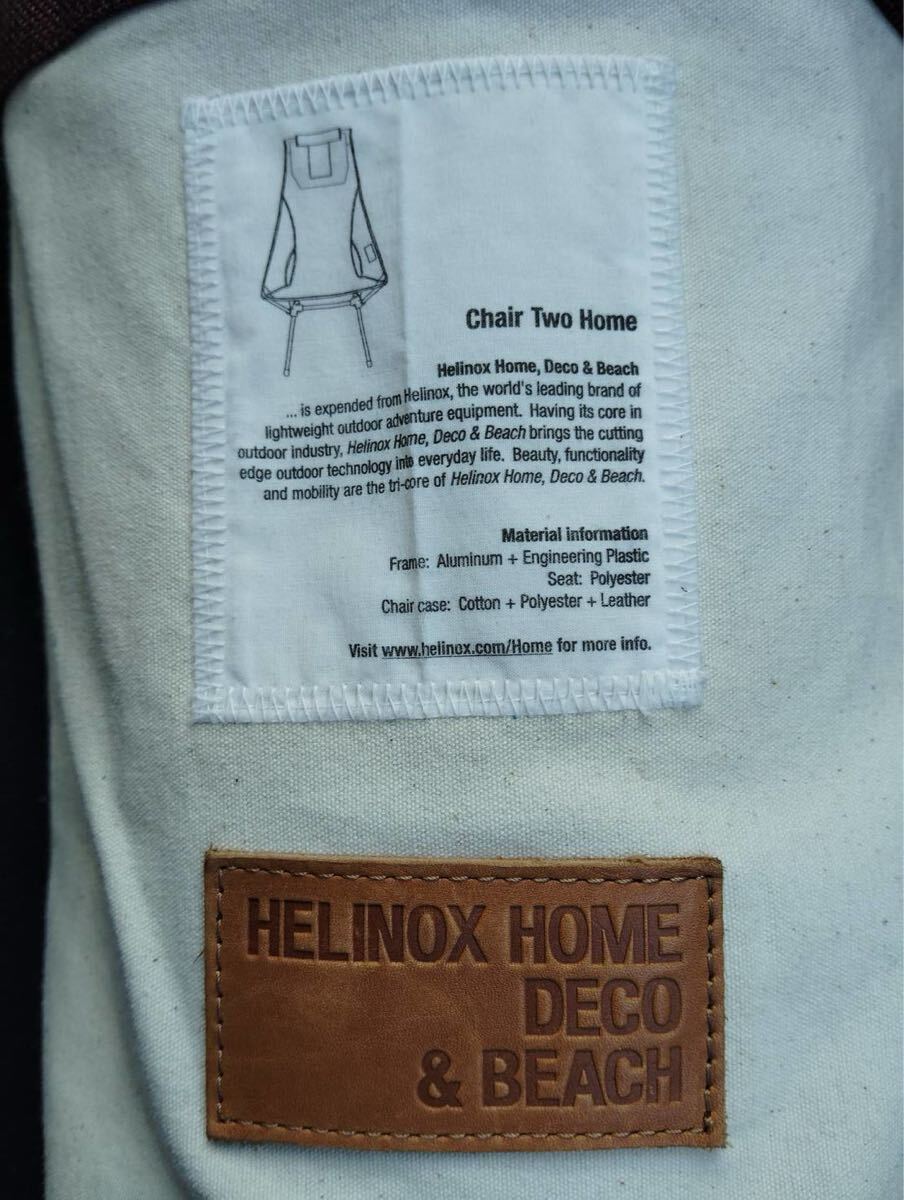 Chair Two Home
Helinox Home, Deco & Beach
... is expended from Helinox, the world's leading brand of
lightweight outdoor adventure equipment. Having its core in
outdoor industry, Helinox Home, Deco & Beach brings the cutting
edge outdoor technology into everyday life. Beauty, functionality
and mobility are the tri-core of Helinox Home, Deco & Beach.
Material information
Frame: Aluminum + Engineering Plastic
Seat: Polyester
Chair case: Cotton + Polyester + Leather
Visit www.helinox.com/Home for more info.
HELINOX HOME
DECO
& BEACH